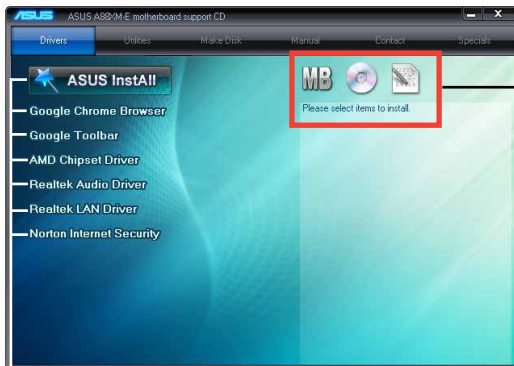 ASUS ASUS A88XM-E motherboard support CD
Drivers Utilities Make Disk Manual Contact Specials
ASUS InstAll
MB
Please select items to install.
Google Chrome Browser
Google Toolbar
AMD Chipset Driver
Realtek Audio Driver
Realtek LAN Driver
Norton Internet Security